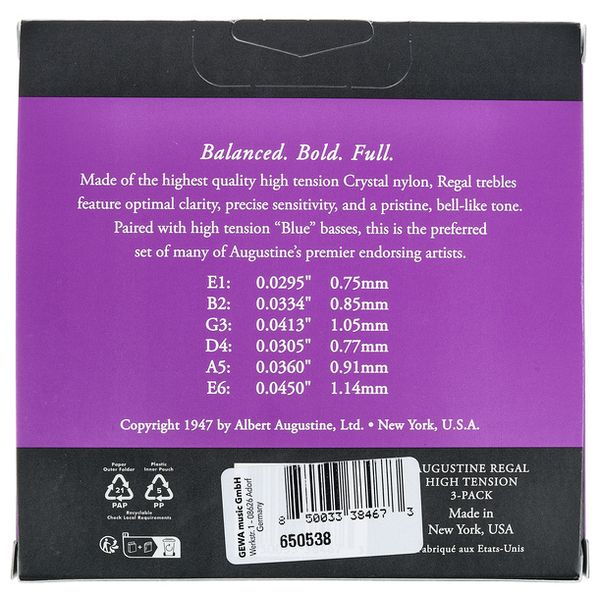 Balanced. Bold. Full.
Made of the highest quality high tension Crystal nylon, Regal trebles
feature optimal clarity, precise sensitivity, and a pristine, bell-like tone.
Paired with high tension “Blue” basses, this is the preferred
set of many of Augustine’s premier endorsing artists.
E1: 0.0295" 0.75mm
B2: 0.0334" 0.85mm
G3: 0.0413" 1.05mm
D4: 0.0305" 0.77mm
A5: 0.0360" 0.91mm
E6: 0.0450" 1.14mm
Copyright 1947 by Albert Augustine, Ltd. • New York, U.S.A.
Paper
Outer Folder
21
PAP
Plastic
Inner Pouch
5
PP
Recyclable
Check Local Requirements
GEWA music GmbH
Werkstr. 1 - 08626 Adorf
Germany
8 50033 38467 3
650538
AUGUSTINE REGAL
HIGH TENSION
3-PACK
Made in
New York, USA
Fabriqué aux Etats-Unis